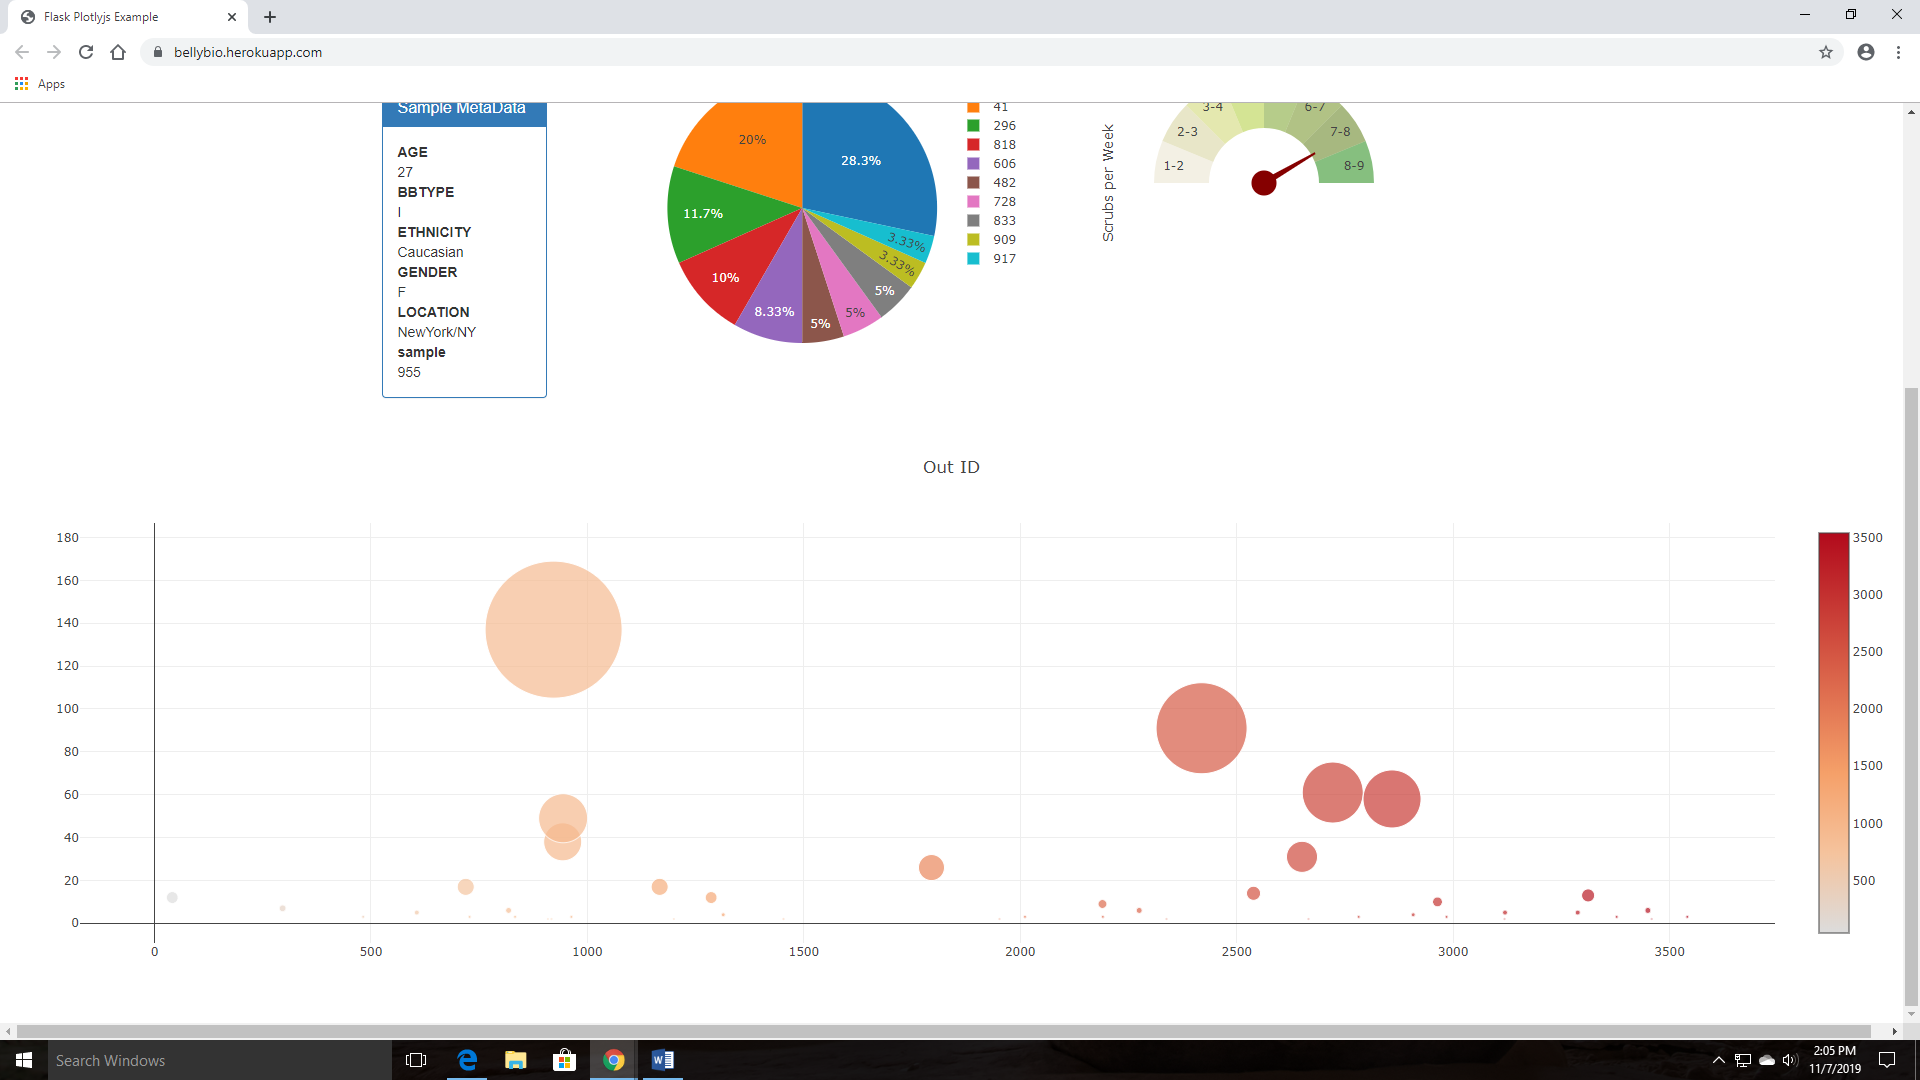 Flask Plotlyjs Example
bellybio.herokuapp.com
Apps
Sample MetaData
AGE
27
BBTYPE
I
ETHNICITY
Caucasian
GENDER
F
LOCATION
NewYork/NY
sample
955
20%
28.3%
11.7%
10%
8.33%
5%
5%
5%
3.33%
3.33%
41
296
818
606
482
728
833
909
917
Scrubs per Week
1-2
2-3
3-4
6-7
7-8
8-9
Out ID
180
160
140
120
100
80
60
40
20
0
0
500
1000
1500
2000
2500
3000
3500
3500
3000
2500
2000
1500
1000
500
Search Windows
2:05 PM
11/7/2019